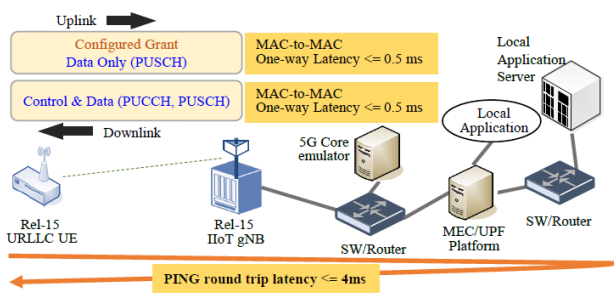 Uplink
Configured Grant
Data Only (PUSCH)
MAC-to-MAC
One-way Latency <= 0.5 ms
Control & Data (PUCCH, PUSCH)
MAC-to-MAC
One-way Latency <= 0.5 ms
Downlink
Local
Application
Server
Local
Application
5G Core
emulator
Rel-15
URLLC UE
Rel-15
IIoT gNB
SW/Router
MEC/UPF
Platform
SW/Router
PING round trip latency <= 4ms